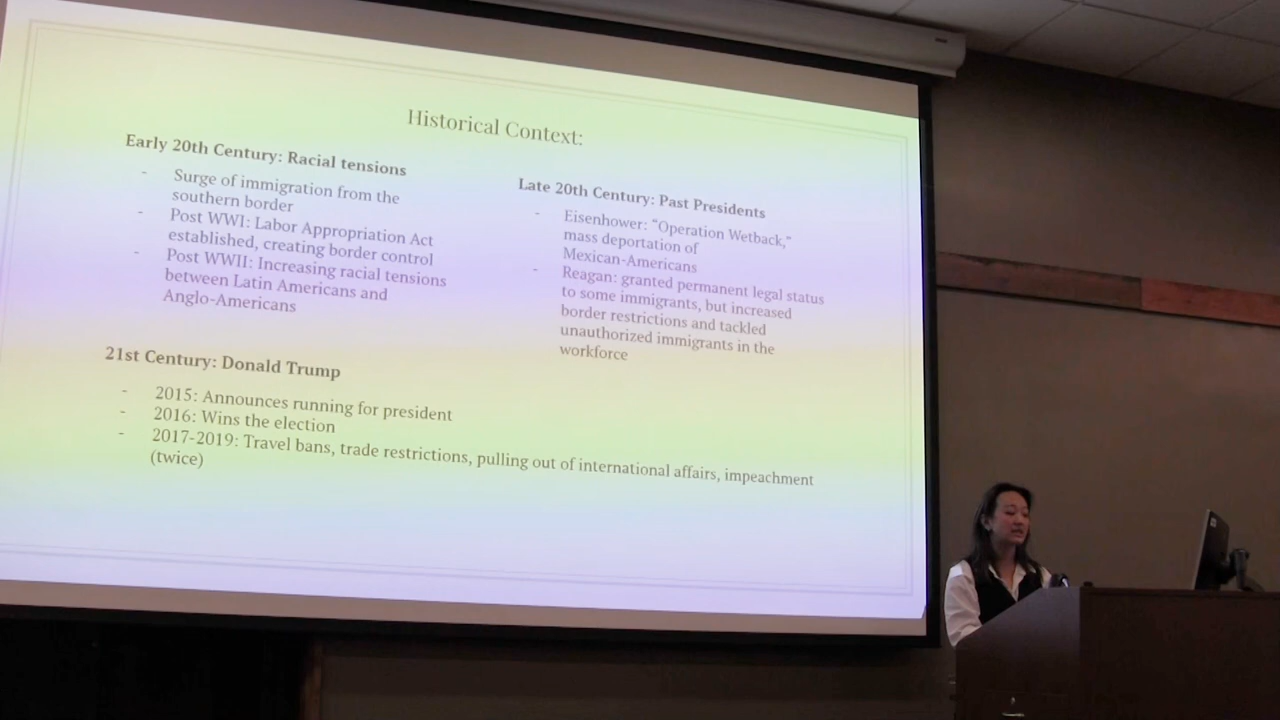 Historical Context:
Early 20th Century: Racial tensions
- Surge of immigration from the
southern border
- Post WWI: Labor Appropriation Act
established, creating border control
- Post WWII: Increasing racial tensions
between Latin Americans and
Anglo-Americans
Late 20th Century: Past Presidents
- Eisenhower: “Operation Wetback,”
mass deportation of
Mexican-Americans
- Reagan: granted permanent legal status
to some immigrants, but increased
border restrictions and tackled
unauthorized immigrants in the
workforce
21st Century: Donald Trump
- 2015: Announces running for president
- 2016: Wins the election
- 2017-2019: Travel bans, trade restrictions, pulling out of international affairs, impeachment
(twice)